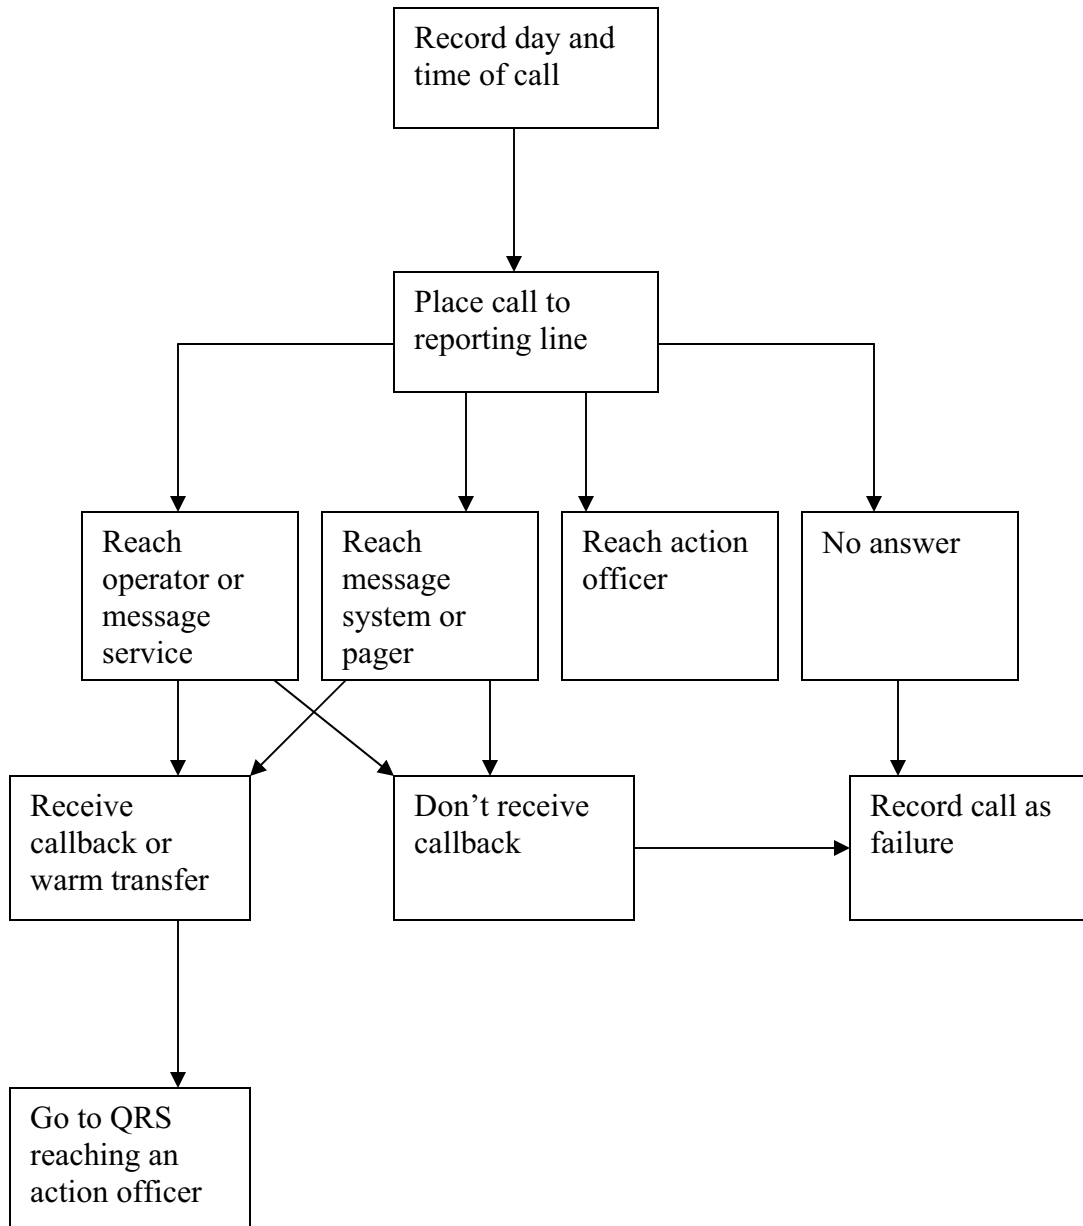 Record day and
time of call
Place call to
reporting line
Reach
operator or
message
service
Reach
message
system or
pager
Reach action
officer
No answer
Receive
callback or
warm transfer
Don’t receive
callback
Record call as
failure
Go to QRS
reaching an
action officer